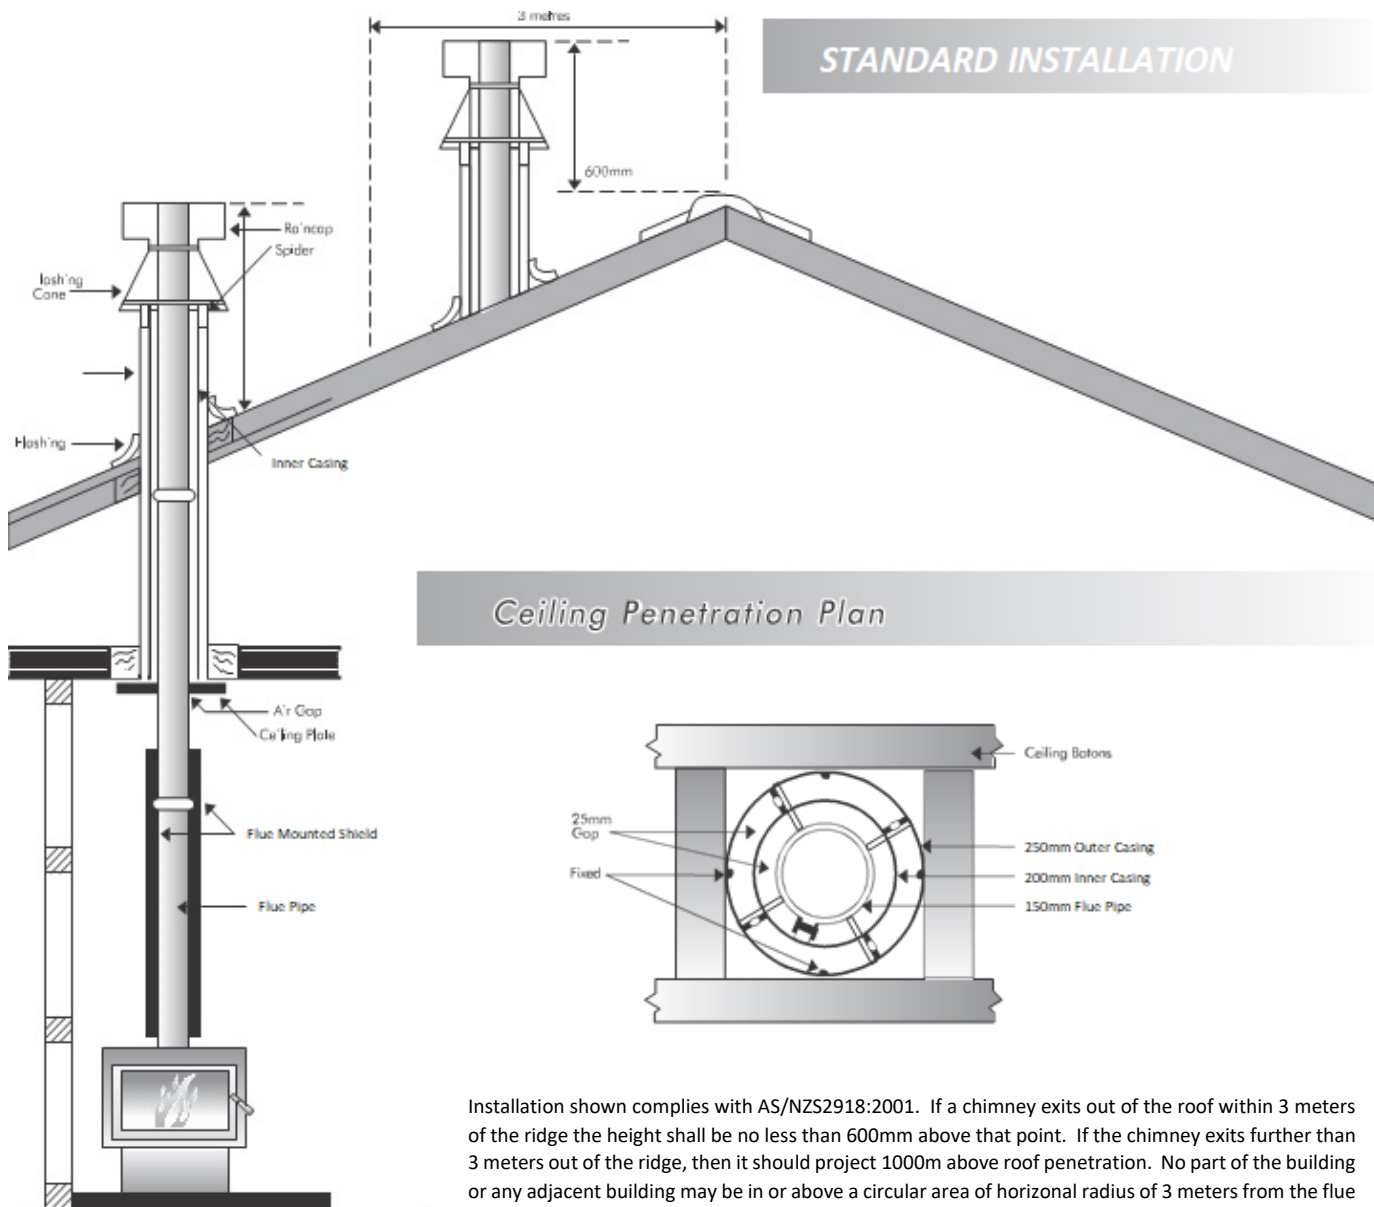 3 metres
STANDARD INSTALLATION
600mm
Raincap
Spider
lashing
Cone
Flashing
Inner Casing
Ceiling Penetration Plan
Air Gap
Ceiling Plate
Ceiling Batons
25mm
Gap
Flue Mounted Shield
250mm Outer Casing
Fixed
200mm Inner Casing
Flue Pipe
150mm Flue Pipe
Installation shown complies with AS/NZS2918:2001. If a chimney exits out of the roof within 3 meters
of the ridge the height shall be no less than 600mm above that point. If the chimney exits further than
3 meters out of the ridge, then it should project 1000m above roof penetration. No part of the building
or any adjacent building may be in or above a circular area of horizonal radius of 3 meters from the flue